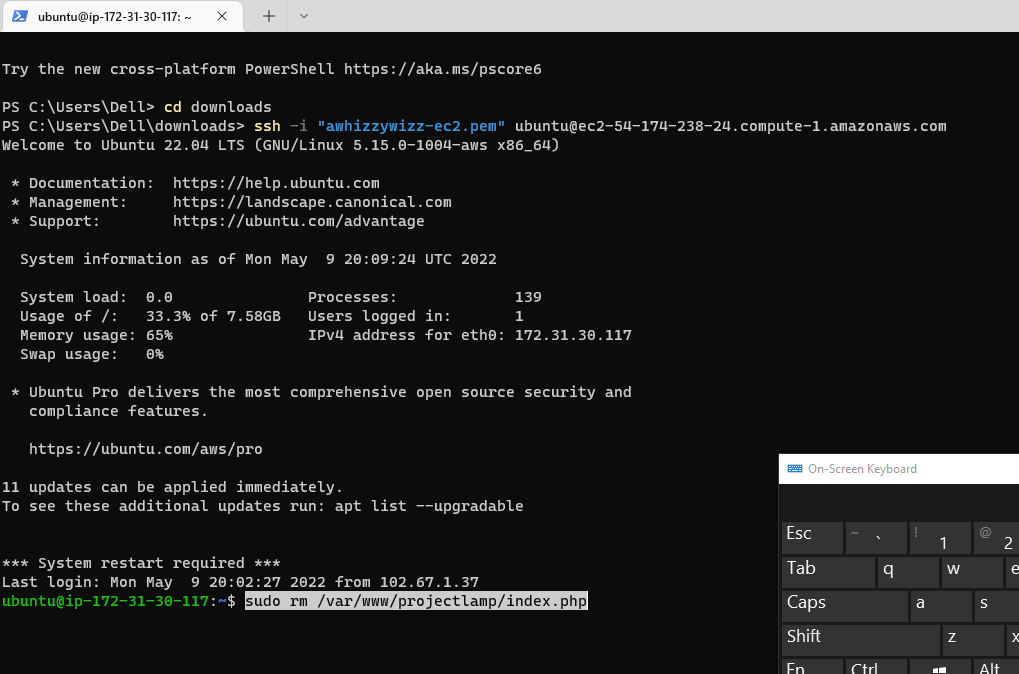 ubuntu@ip-172-31-30-117: ~
Try the new cross-platform PowerShell https://aka.ms/pscore6
PS C:\Users\Dell> cd downloads
PS C:\Users\Dell\downloads> ssh -i "awhizzywizz-ec2.pem" ubuntu@ec2-54-174-238-24.compute-1.amazonaws.com
Welcome to Ubuntu 22.04 LTS (GNU/Linux 5.15.0-1004-aws x86_64)
* Documentation:  https://help.ubuntu.com
* Management:     https://landscape.canonical.com
* Support:        https://ubuntu.com/advantage
System information as of Mon May  9 20:09:24 UTC 2022
System load:  0.0               Processes:             139
Usage of /:   33.3% of 7.58GB   Users logged in:       1
Memory usage: 65%               IPv4 address for eth0: 172.31.30.117
Swap usage:   0%
* Ubuntu Pro delivers the most comprehensive open source security and
compliance features.
https://ubuntu.com/aws/pro
11 updates can be applied immediately.
To see these additional updates run: apt list --upgradable
*** System restart required ***
Last login: Mon May  9 20:02:27 2022 from 102.67.1.37
ubuntu@ip-172-31-30-117:~$ sudo rm /var/www/projectlamp/index.php
On-Screen Keyboard
Esc ~ ` ! 1 @ 2
Tab q w e
Caps a s
Shift z x
Fn Ctrl Alt